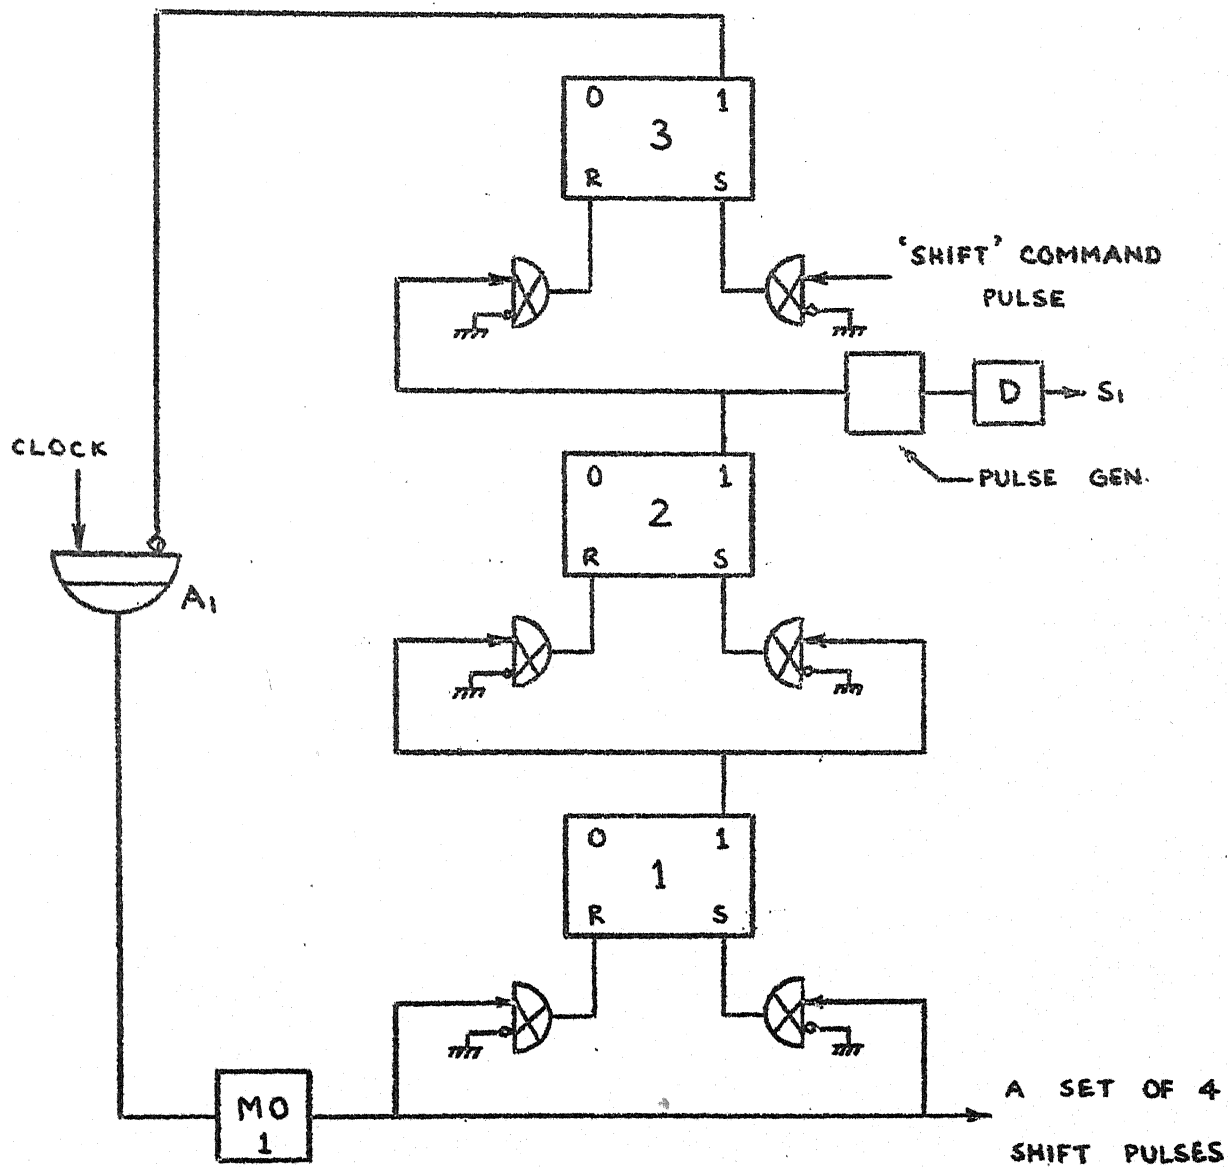 0 1
3
R S
'SHIFT' COMMAND
PULSE
D
S1
CLOCK
PULSE GEN.
0 1
2
R S
A1
0 1
1
R S
MO
1
A SET OF 4
SHIFT PULSES